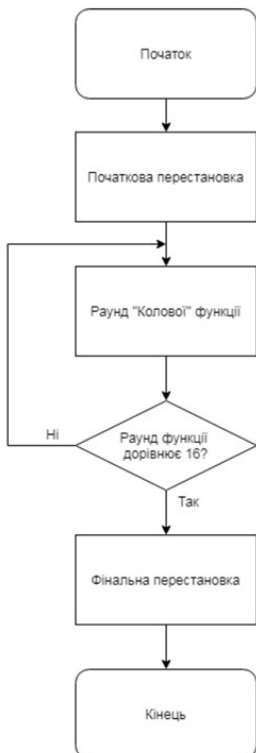 Початок
Початкова перестановка
Раунд "Колової" функції
Раунд функції
дорівнює 16?
Ні
Так
Фінальна перестановка
Кінець